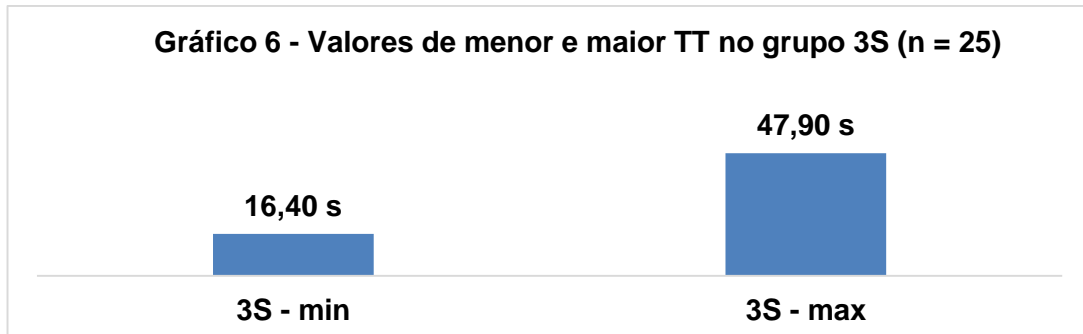 Gráfico 6 - Valores de menor e maior TT no grupo 3S (n = 25)
47,90 s
16,40 s
3S - min
3S - max